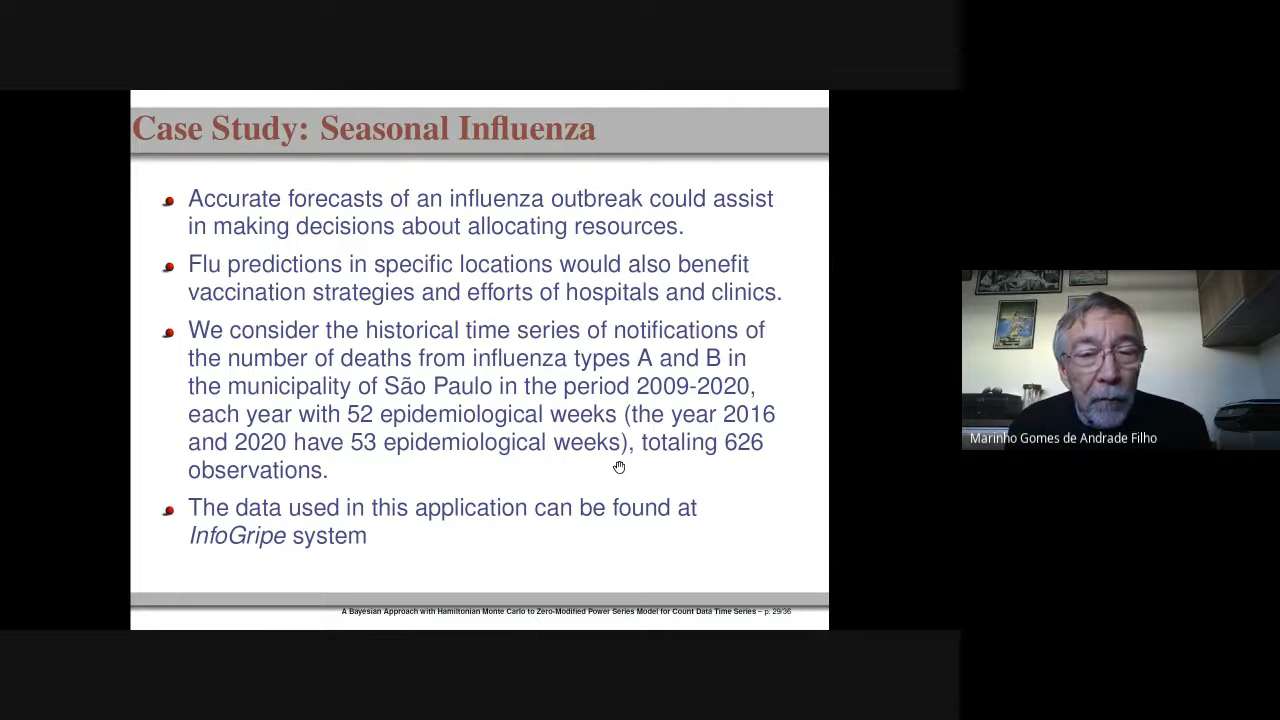 Case Study: Seasonal Influenza
Accurate forecasts of an influenza outbreak could assist
in making decisions about allocating resources.
Flu predictions in specific locations would also benefit
vaccination strategies and efforts of hospitals and clinics.
We consider the historical time series of notifications of
the number of deaths from influenza types A and B in
the municipality of São Paulo in the period 2009-2020,
each year with 52 epidemiological weeks (the year 2016
and 2020 have 53 epidemiological weeks), totaling 626
observations.
The data used in this application can be found at
InfoGripe system
A Bayesian Approach with Hamiltonian Monte Carlo to Zero-Modified Power Series Model for Count Data Time Series – p. 29/36
Marinho Gomes de Andrade Filho